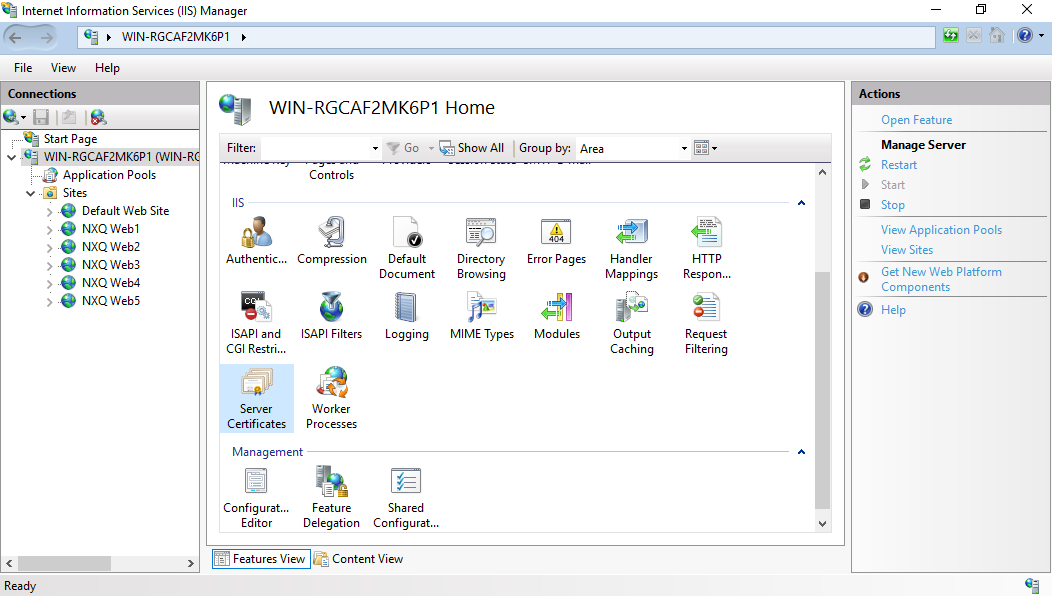 Internet Information Services (IIS) Manager
WIN-RGCAF2MK6P1
File View Help
Connections
Start Page
WIN-RGCAF2MK6P1 (WIN-RG
Application Pools
Sites
Default Web Site
NXQ Web1
NXQ Web2
NXQ Web3
NXQ Web4
NXQ Web5
WIN-RGCAF2MK6P1 Home
Filter: Go Show All Group by: Area
Controls
IIS
Authentic... Compression Default Document Directory Browsing Error Pages Handler Mappings HTTP Respon...
ISAPI and CGI Restri... ISAPI Filters Logging MIME Types Modules Output Caching Request Filtering
Server Certificates Worker Processes
Management
Configurat... Editor Feature Delegation Shared Configurat...
Features View Content View
Actions
Open Feature
Manage Server
Restart
Start
Stop
View Application Pools
View Sites
Get New Web Platform
Components
Help
Ready